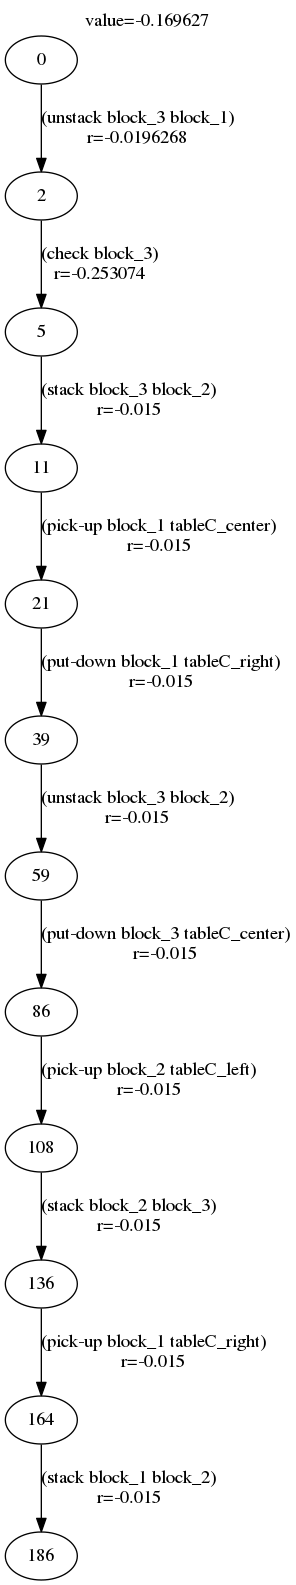 value=-0.169627
0
(unstack block_3 block_1)
r=-0.0196268
2
(check block_3)
r=-0.253074
5
(stack block_3 block_2)
r=-0.015
11
(pick-up block_1 tableC_center)
r=-0.015
21
(put-down block_1 tableC_right)
r=-0.015
39
(unstack block_3 block_2)
r=-0.015
59
(put-down block_3 tableC_center)
r=-0.015
86
(pick-up block_2 tableC_left)
r=-0.015
108
(stack block_2 block_3)
r=-0.015
136
(pick-up block_1 tableC_right)
r=-0.015
164
(stack block_1 block_2)
r=-0.015
186